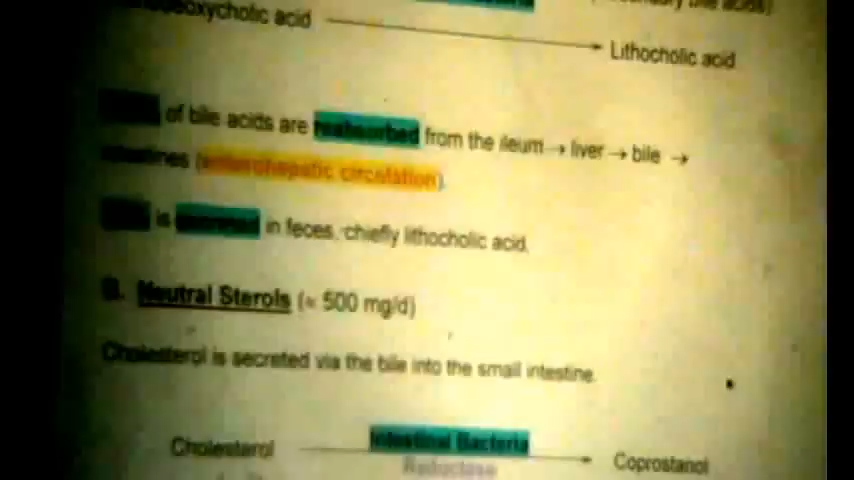 acid
Lithocholic acid
of bile acids are reabsorbed from the ileum → liver → bile →
intestines (enterohepatic circulation).
is in feces, chiefly lithocholic acid.
B. Neutral Sterols (≈ 500 mg/d)
Cholesterol is secreted via the bile into the small intestine.
Intestinal Bacteria
Cholesterol → Coprostanol
Reductase